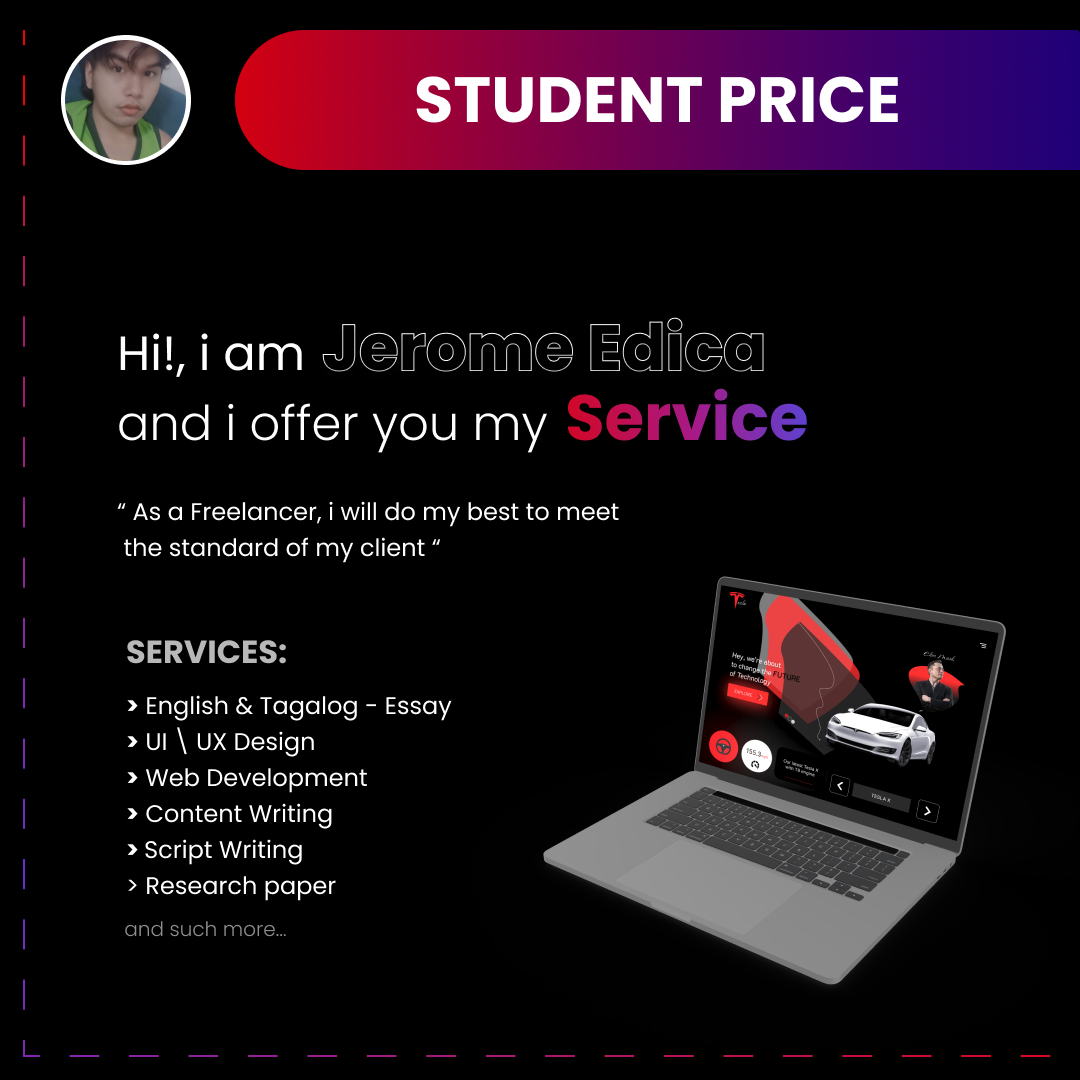 STUDENT PRICE
Hi!, i am Jerome Edica
and i offer you my Service
“ As a Freelancer, i will do my best to meet
the standard of my client “
SERVICES:
› English & Tagalog - Essay
› UI \ UX Design
› Web Development
› Content Writing
› Script Writing
› Research paper
and such more...
Hey, we're about
to change the FUTURE
of Technology
EXPLORE
155.3
Our latest Tesla X
with T9 engine
TESLA X